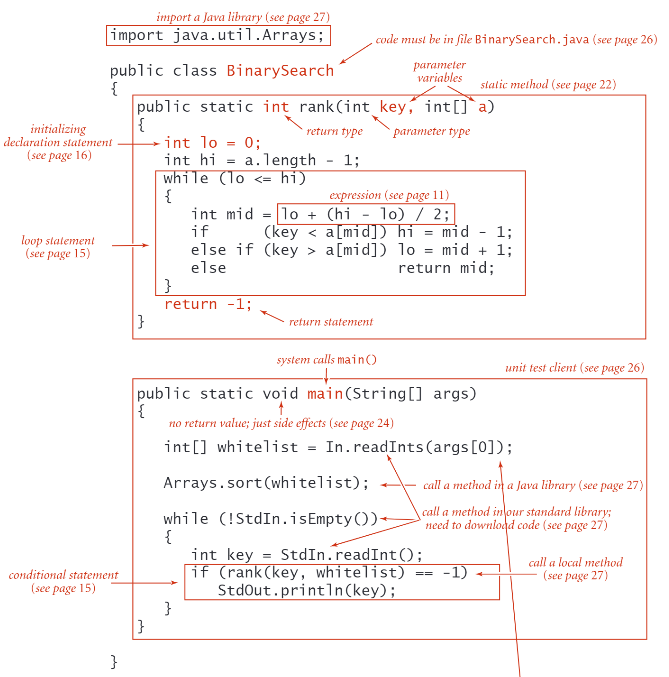 import a Java library (see page 27)
import java.util.Arrays;
code must be in file BinarySearch.java (see page 26)
public class BinarySearch
{
parameter
variables
static method (see page 22)
public static int rank(int key, int[] a)
{
return type
parameter type
initializing
declaration statement
(see page 16)
int lo = 0;
int hi = a.length - 1;
while (lo <= hi)
{
expression (see page 11)
int mid = lo + (hi - lo) / 2;
if (key < a[mid]) hi = mid - 1;
else if (key > a[mid]) lo = mid + 1;
else return mid;
}
loop statement
(see page 15)
return -1;
}
return statement
system calls main()
unit test client (see page 26)
public static void main(String[] args)
{
no return value; just side effects (see page 24)
int[] whitelist = In.readInts(args[0]);
Arrays.sort(whitelist);
call a method in a Java library (see page 27)
call a method in our standard library;
need to download code (see page 27)
while (!StdIn.isEmpty())
{
int key = StdIn.readInt();
call a local method
(see page 27)
if (rank(key, whitelist) == -1)
StdOut.println(key);
conditional statement
(see page 15)
}
}
}